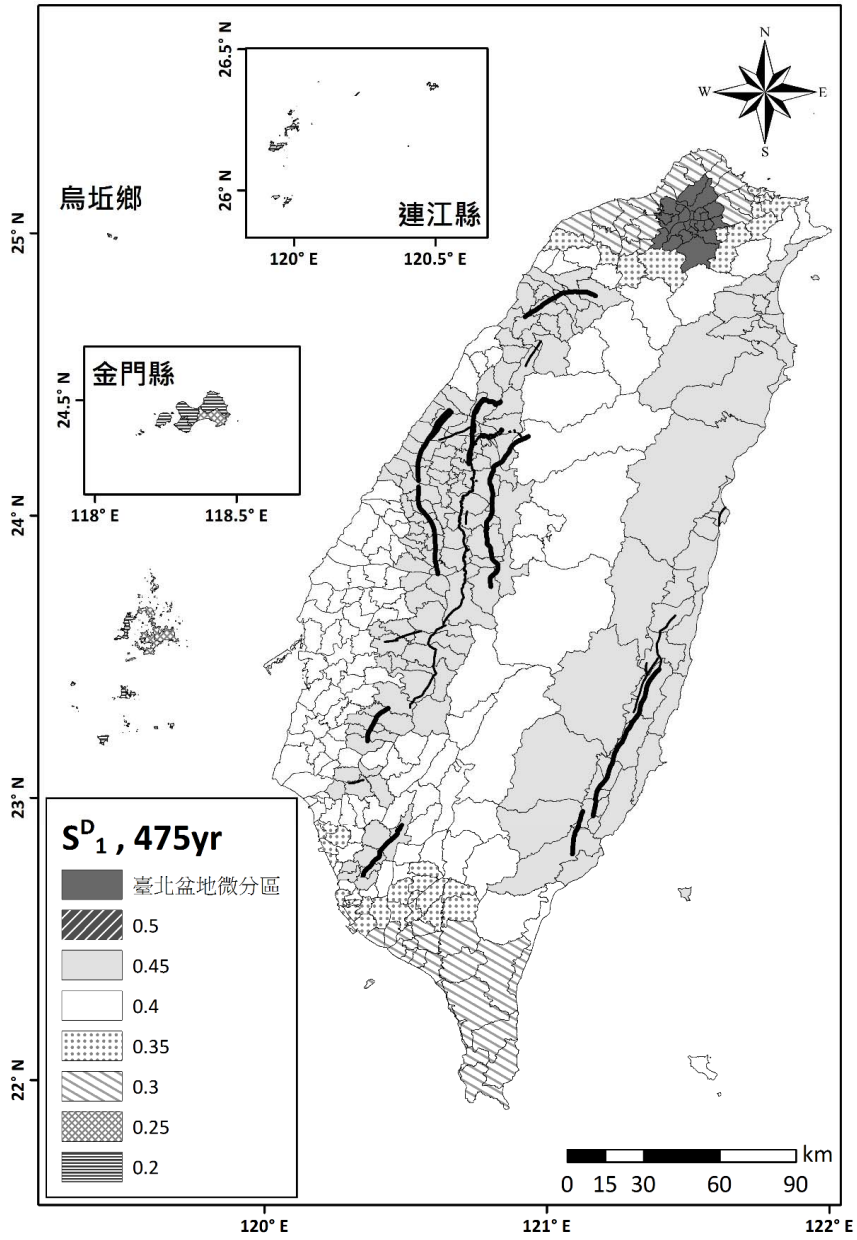 26.5° N
26° N
120° E
120.5° E
連江縣
N
W
E
S
烏坵鄉
25° N
金門縣
24.5° N
118° E
118.5° E
24° N
23° N
22° N
S^D_1 , 475yr
臺北盆地微分區
0.5
0.45
0.4
0.35
0.3
0.25
0.2
km
0 15 30 60 90
120° E
121° E
122° E